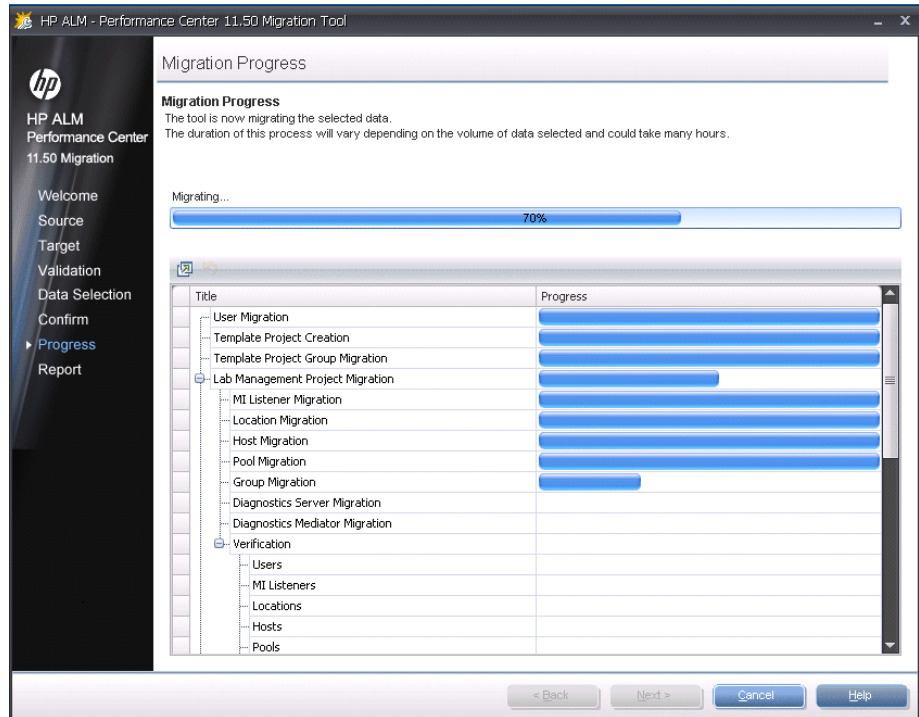 HP ALM - Performance Center 11.50 Migration Tool
hp
HP ALM
Performance Center
11.50 Migration
Welcome
Source
Target
Validation
Data Selection
Confirm
Progress
Report
Migration Progress
Migration Progress
The tool is now migrating the selected data.
The duration of this process will vary depending on the volume of data selected and could take many hours.
Migrating...
70%
Title Progress
User Migration
Template Project Creation
Template Project Group Migration
Lab Management Project Migration
MI Listener Migration
Location Migration
Host Migration
Pool Migration
Group Migration
Diagnostics Server Migration
Diagnostics Mediator Migration
Verification
Users
MI Listeners
Locations
Hosts
Pools
< Back Next > Cancel Help